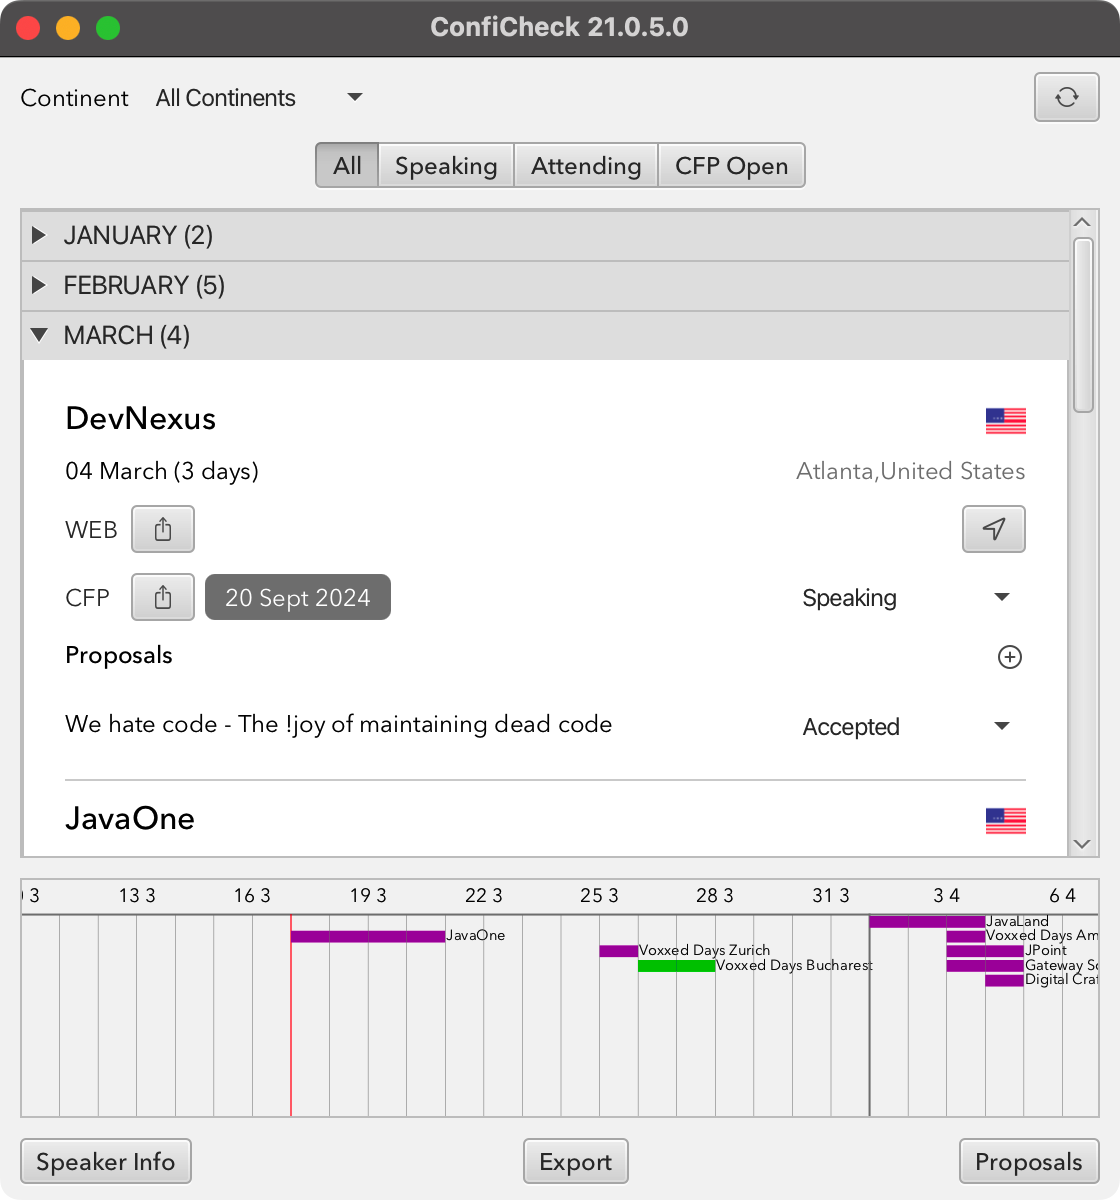 ConfiCheck 21.0.5.0
Continent All Continents
All Speaking Attending CFP Open
JANUARY (2)
FEBRUARY (5)
MARCH (4)
DevNexus
04 March (3 days) Atlanta,United States
WEB
CFP 20 Sept 2024 Speaking
Proposals
We hate code - The !joy of maintaining dead code Accepted
JavaOne
3 13 3 16 3 19 3 22 3 25 3 28 3 31 3 3 4 6 4
JavaLand
JavaOne Voxxed Days Am
Voxxed Days Zurich JPoint
Voxxed Days Bucharest Gateway
Digital Craf
Speaker Info Export Proposals